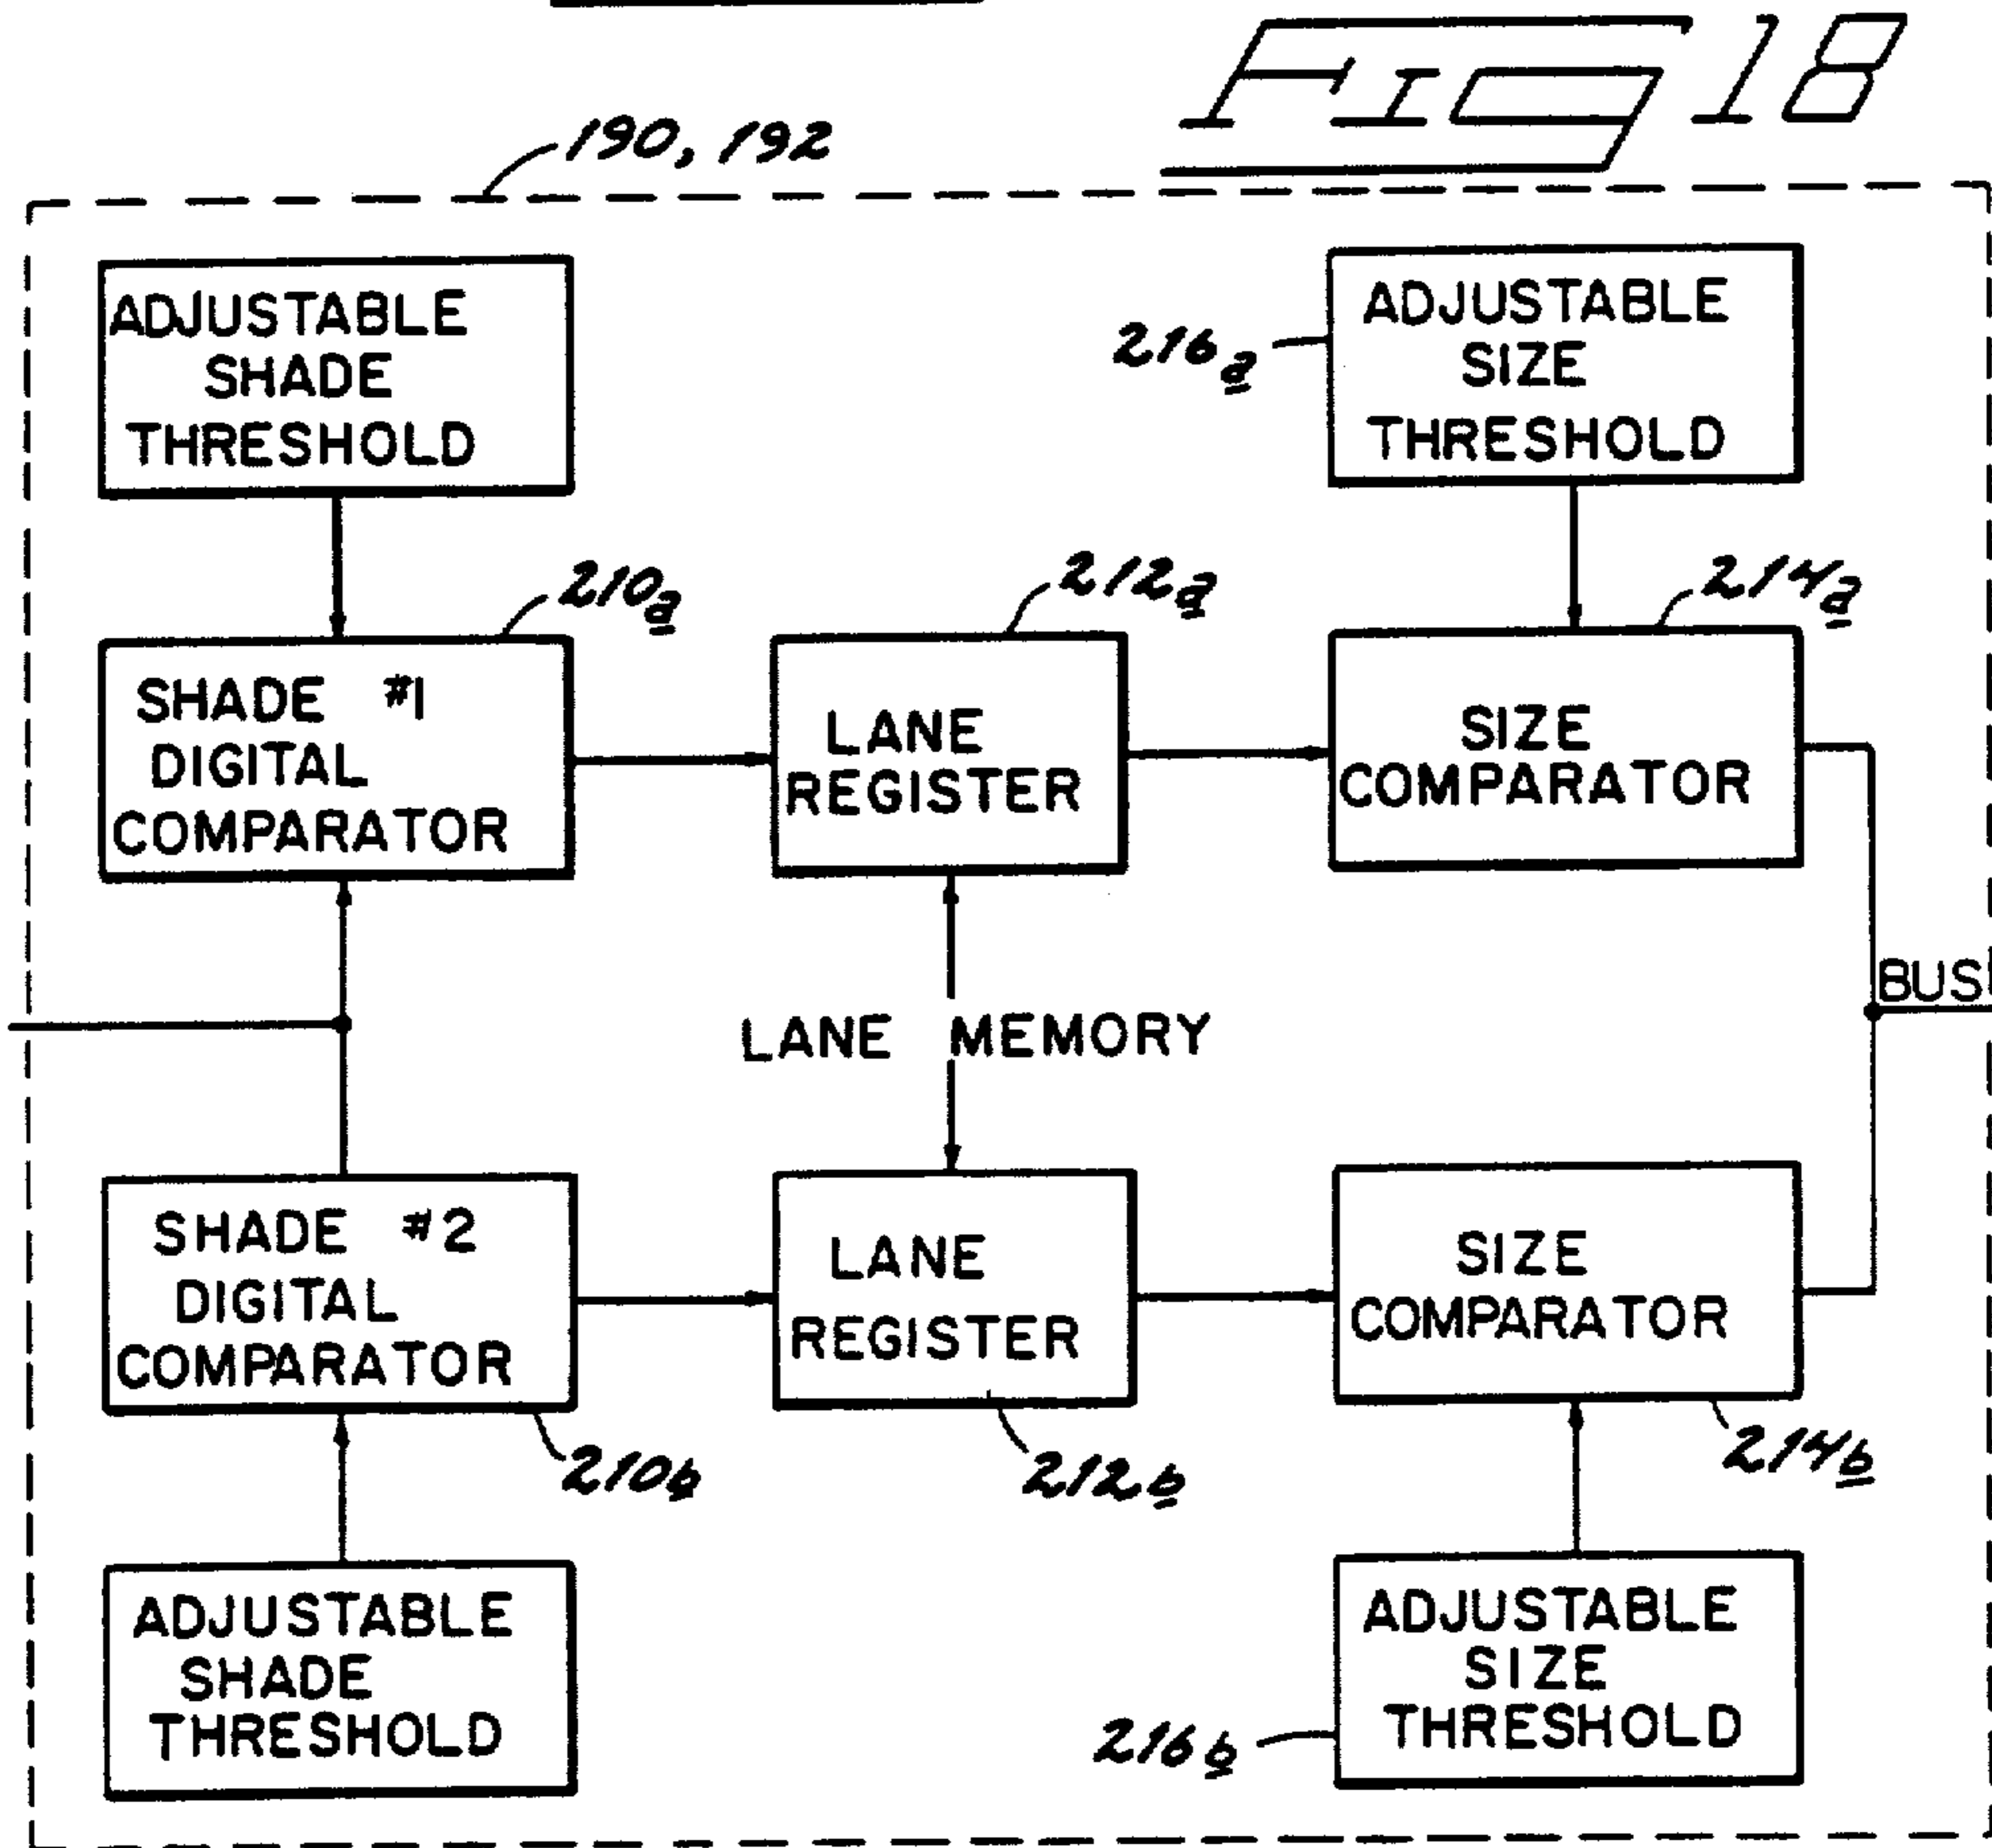 FIG 18
190, 192
ADJUSTABLE
SHADE
THRESHOLD
216a
ADJUSTABLE
SIZE
THRESHOLD
210a
212a
214a
SHADE #1
DIGITAL
COMPARATOR
LANE
REGISTER
SIZE
COMPARATOR
BUS
LANE MEMORY
SHADE #2
DIGITAL
COMPARATOR
LANE
REGISTER
SIZE
COMPARATOR
210b
212b
214b
ADJUSTABLE
SHADE
THRESHOLD
216b
ADJUSTABLE
SIZE
THRESHOLD